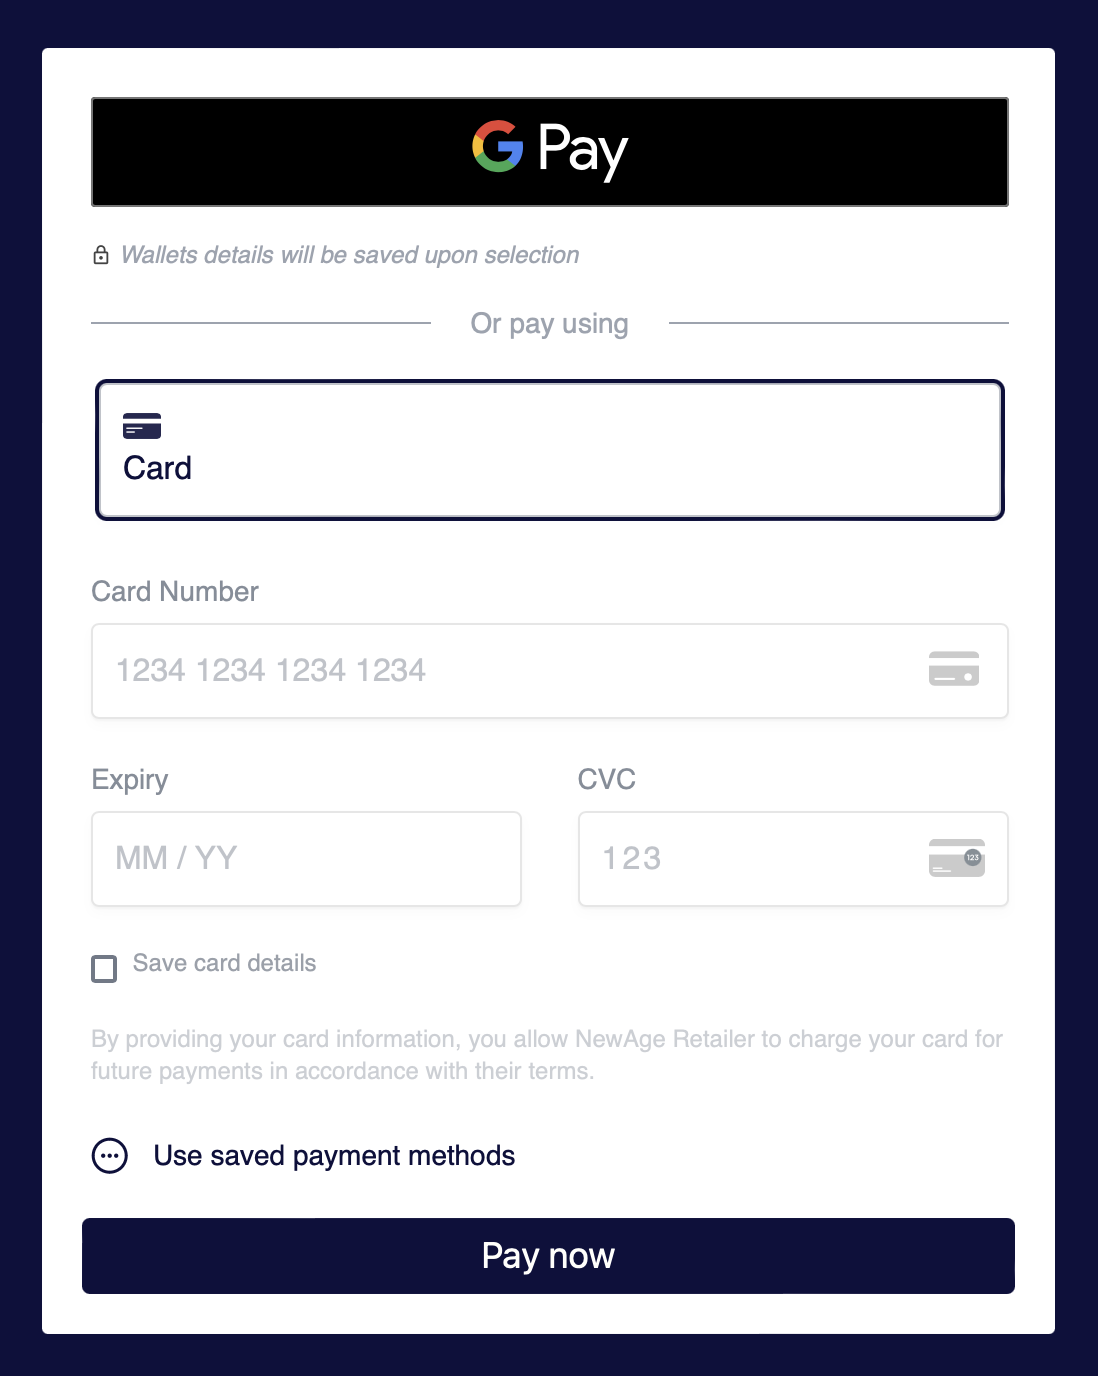 G Pay
Wallets details will be saved upon selection
Or pay using
Card
Card Number
1234 1234 1234 1234
Expiry
CVC
MM / YY
123
123
Save card details
By providing your card information, you allow NewAge Retailer to charge your card for
future payments in accordance with their terms.
Use saved payment methods
Pay now